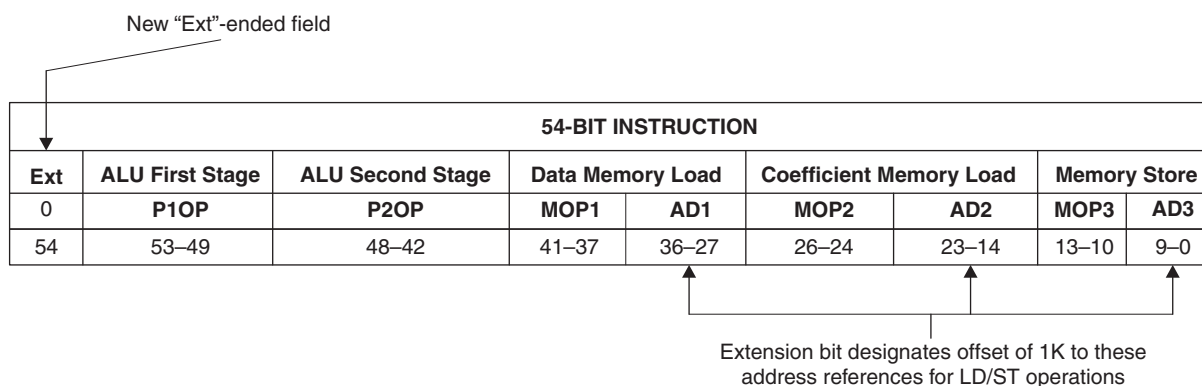 New “Ext”-ended field
54-BIT INSTRUCTION
Ext ALU First Stage ALU Second Stage Data Memory Load Coefficient Memory Load Memory Store
0 P1OP P2OP MOP1 AD1 MOP2 AD2 MOP3 AD3
54 53–49 48–42 41–37 36–27 26–24 23–14 13–10 9–0
Extension bit designates offset of 1K to these
address references for LD/ST operations